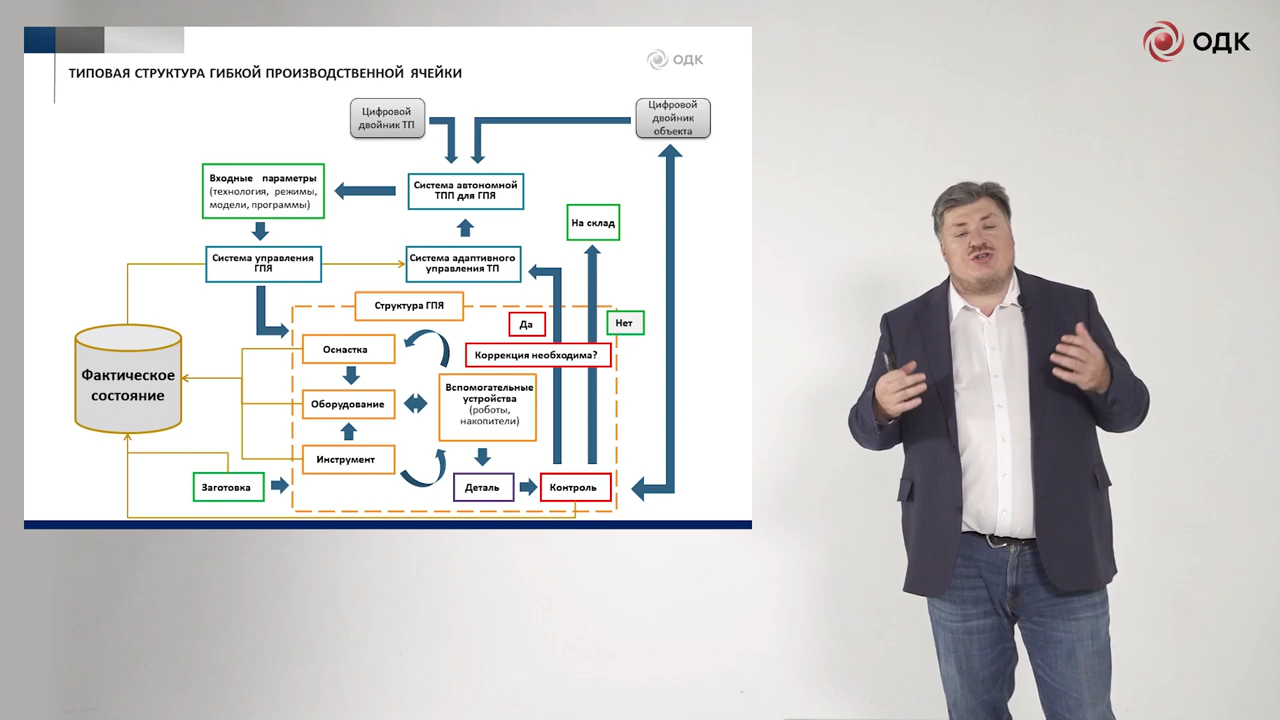 ОДК
ТИПОВАЯ СТРУКТУРА ГИБКОЙ ПРОИЗВОДСТВЕННОЙ ЯЧЕЙКИ
ОДК
Цифровой
двойник ТП
Цифровой
двойник
объекта
Входные параметры
(технология, режимы,
модели, программы)
Система автономной
ТПП для ГПЯ
На склад
Система управления
ГПЯ
Система адаптивного
управления ТП
Структура ГПЯ
Да
Нет
Коррекция необходима?
Оснастка
Фактическое
состояние
Оборудование
Вспомогательные
устройства
(роботы,
накопители)
Инструмент
Заготовка
Деталь
Контроль